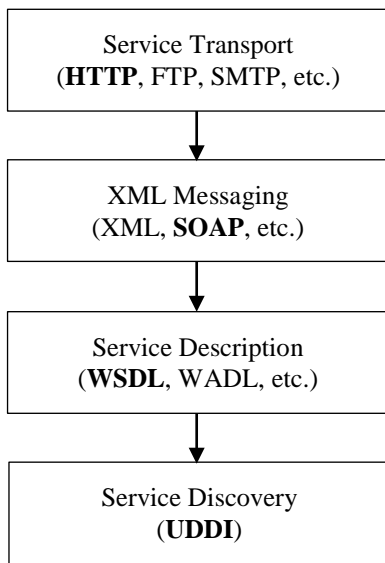 Service Transport
(HTTP, FTP, SMTP, etc.)
XML Messaging
(XML, SOAP, etc.)
Service Description
(WSDL, WADL, etc.)
Service Discovery
(UDDI)